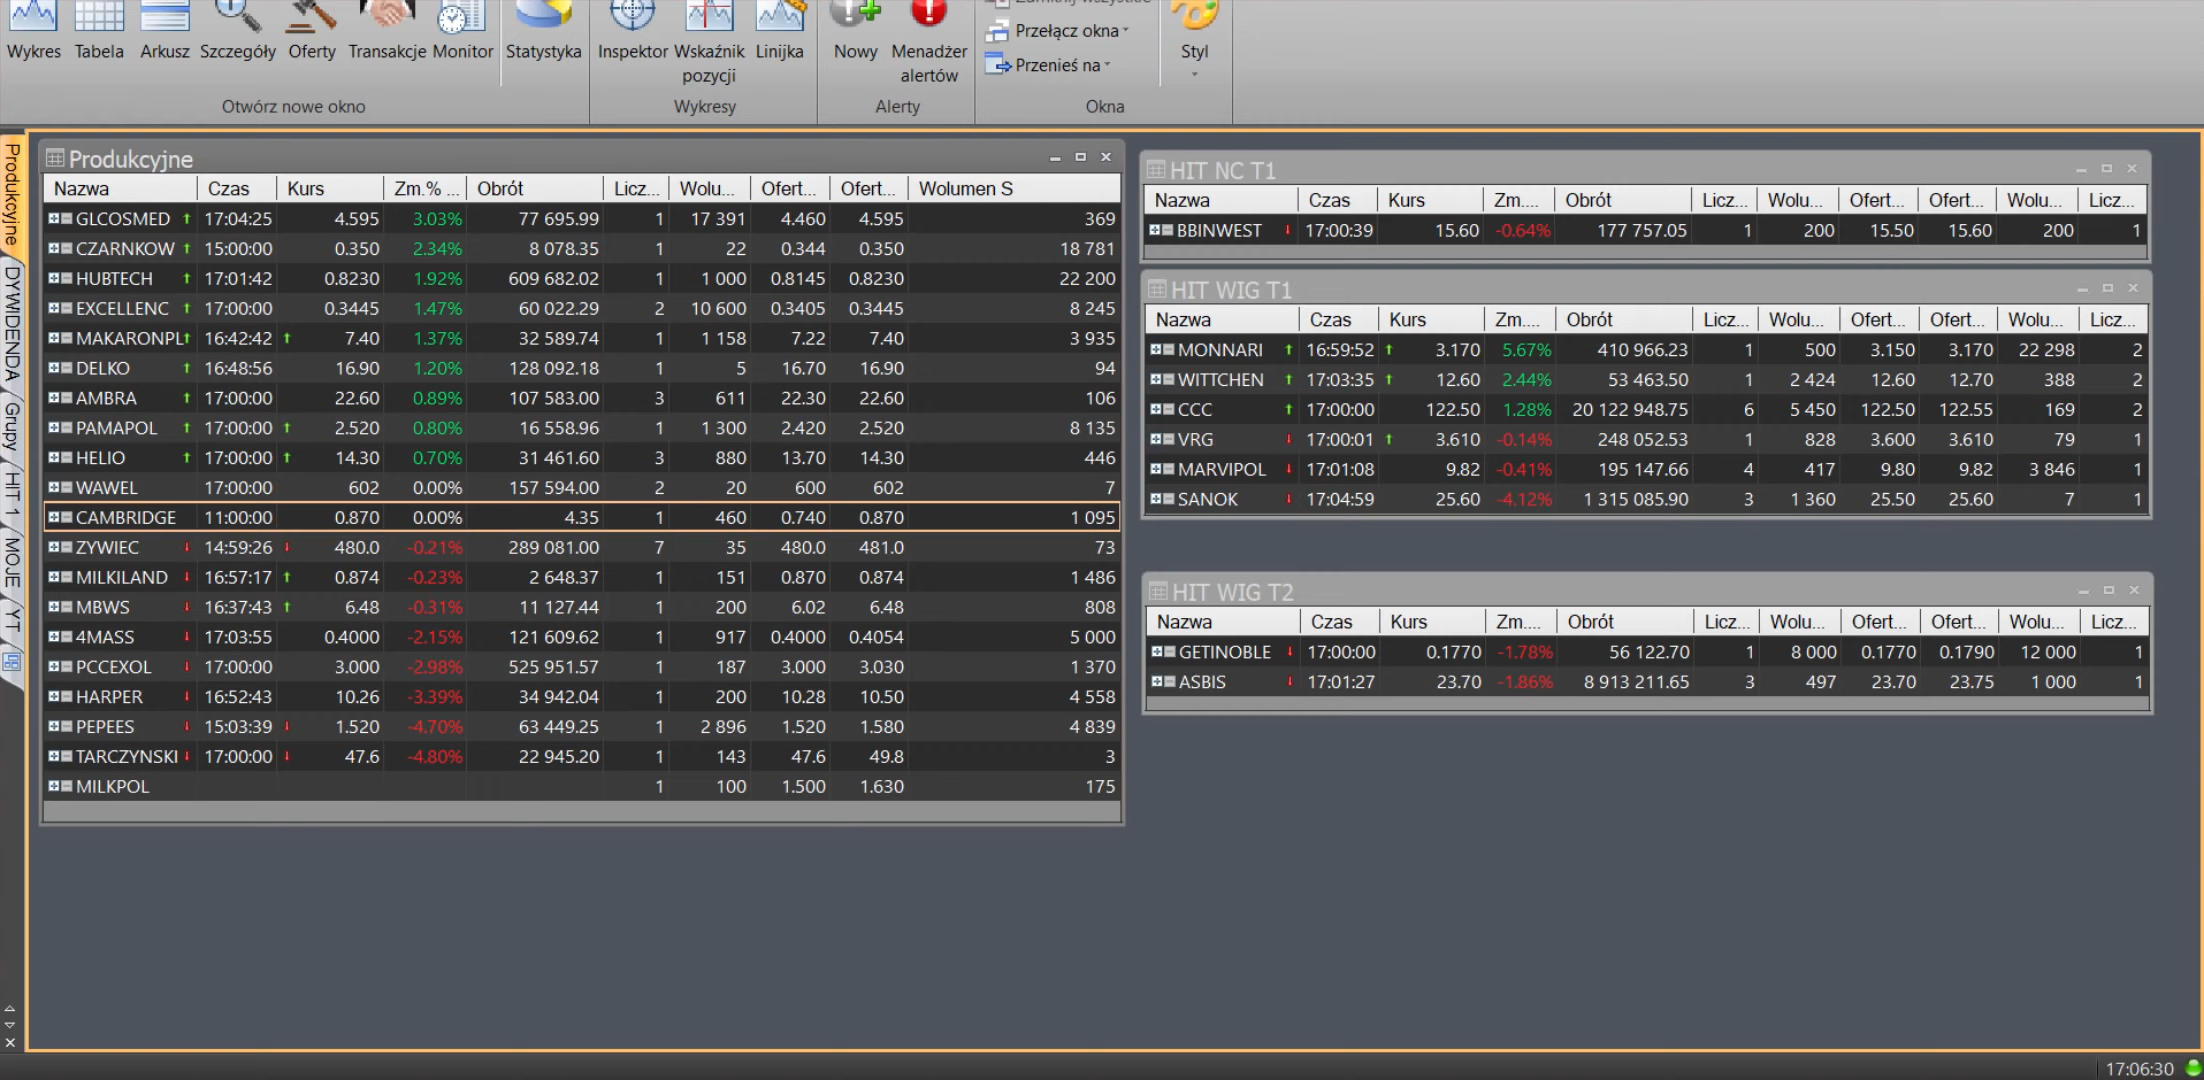 Wykres Tabela Arkusz Szczegóły Oferty Transakcje Monitor Statystyka Inspektor Wskaźnik pozycji Linijka Nowy Menadżer alertów Styl
Zamknij wszystkie
Przełącz okna
Przenieś na
Otwórz nowe okno Wykresy Alerty Okna
Produkcyjne
DYWIDENDA
Grupy
HIT 1
MOJE
YT
Produkcyjne
Nazwa Czas Kurs Zm.% ... Obrót Licz... Wolu... Ofert... Ofert... Wolumen S
GLCOSMED 17:04:25 4.595 3.03% 77 695.99 1 17 391 4.460 4.595 369
CZARNKOW 15:00:00 0.350 2.34% 8 078.35 1 22 0.344 0.350 18 781
HUBTECH 17:01:42 0.8230 1.92% 609 682.02 1 1 000 0.8145 0.8230 22 200
EXCELLENC 17:00:00 0.3445 1.47% 60 022.29 2 10 600 0.3405 0.3445 8 245
MAKARONPL 16:42:42 7.40 1.37% 32 589.74 1 1 158 7.22 7.40 3 935
DELKO 16:48:56 16.90 1.20% 128 092.18 1 5 16.70 16.90 94
AMBRA 17:00:00 22.60 0.89% 107 583.00 3 611 22.30 22.60 106
PAMAPOL 17:00:00 2.520 0.80% 16 558.96 1 1 300 2.420 2.520 8 135
HELIO 17:00:00 14.30 0.70% 31 461.60 3 880 13.70 14.30 446
WAWEL 17:00:00 602 0.00% 157 594.00 2 20 600 602 7
CAMBRIDGE 11:00:00 0.870 0.00% 4.35 1 460 0.740 0.870 1 095
ZYWIEC 14:59:26 480.0 -0.21% 289 081.00 7 35 480.0 481.0 73
MILKILAND 16:57:17 0.874 -0.23% 2 648.37 1 151 0.870 0.874 1 486
MBWS 16:37:43 6.48 -0.31% 11 127.44 1 200 6.02 6.48 808
4MASS 17:03:55 0.4000 -2.15% 121 609.62 1 917 0.4000 0.4054 5 000
PCCEXOL 17:00:00 3.000 -2.98% 525 951.57 1 187 3.000 3.030 1 370
HARPER 16:52:43 10.26 -3.39% 34 942.04 1 200 10.28 10.50 4 558
PEPEES 15:03:39 1.520 -4.70% 63 449.25 1 2 896 1.520 1.580 4 839
TARCZYNSKI 17:00:00 47.6 -4.80% 22 945.20 1 143 47.6 49.8 3
MILKPOL 1 100 1.500 1.630 175
HIT NC T1
Nazwa Czas Kurs Zm.... Obrót Licz... Wolu... Ofert... Ofert... Wolu... Licz...
BBINWEST 17:00:39 15.60 -0.64% 177 757.05 1 200 15.50 15.60 200 1
HIT WIG T1
Nazwa Czas Kurs Zm.... Obrót Licz... Wolu... Ofert... Ofert... Wolu... Licz...
MONNARI 16:59:52 3.170 5.67% 410 966.23 1 500 3.150 3.170 22 298 2
WITTCHEN 17:03:35 12.60 2.44% 53 463.50 1 2 424 12.60 12.70 388 2
CCC 17:00:00 122.50 1.28% 20 122 948.75 6 5 450 122.50 122.55 169 2
VRG 17:00:01 3.610 -0.14% 248 052.53 1 828 3.600 3.610 79 1
MARVIPOL 17:01:08 9.82 -0.41% 195 147.66 4 417 9.80 9.82 3 846 1
SANOK 17:04:59 25.60 -4.12% 1 315 085.90 3 1 360 25.50 25.60 7 1
HIT WIG T2
Nazwa Czas Kurs Zm.... Obrót Licz... Wolu... Ofert... Ofert... Wolu... Licz...
GETINOBLE 17:00:00 0.1770 -1.78% 56 122.70 1 8 000 0.1770 0.1790 12 000 1
ASBIS 17:01:27 23.70 -1.86% 8 913 211.65 3 497 23.70 23.75 1 000 1
17:06:30